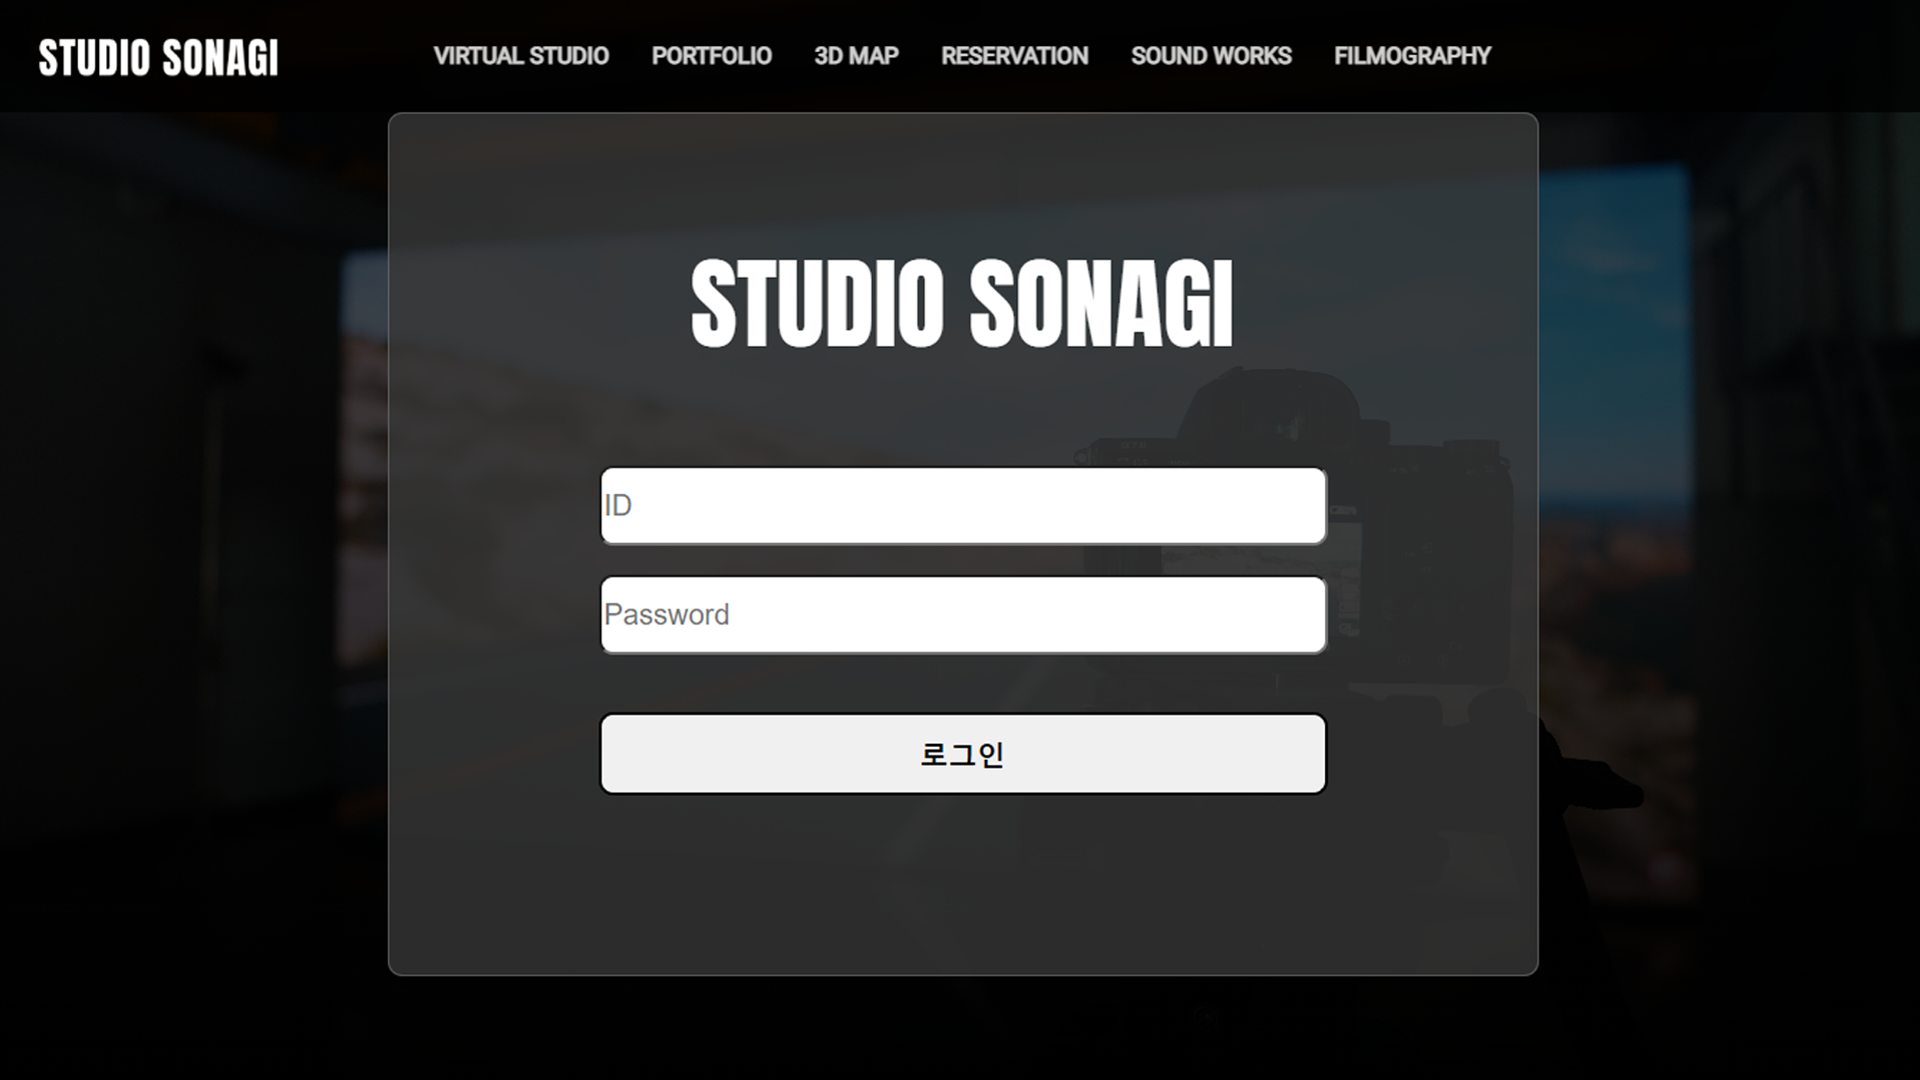 STUDIO SONAGI
VIRTUAL STUDIO PORTFOLIO 3D MAP RESERVATION SOUND WORKS FILMOGRAPHY
STUDIO SONAGI
ID
Password
로그인